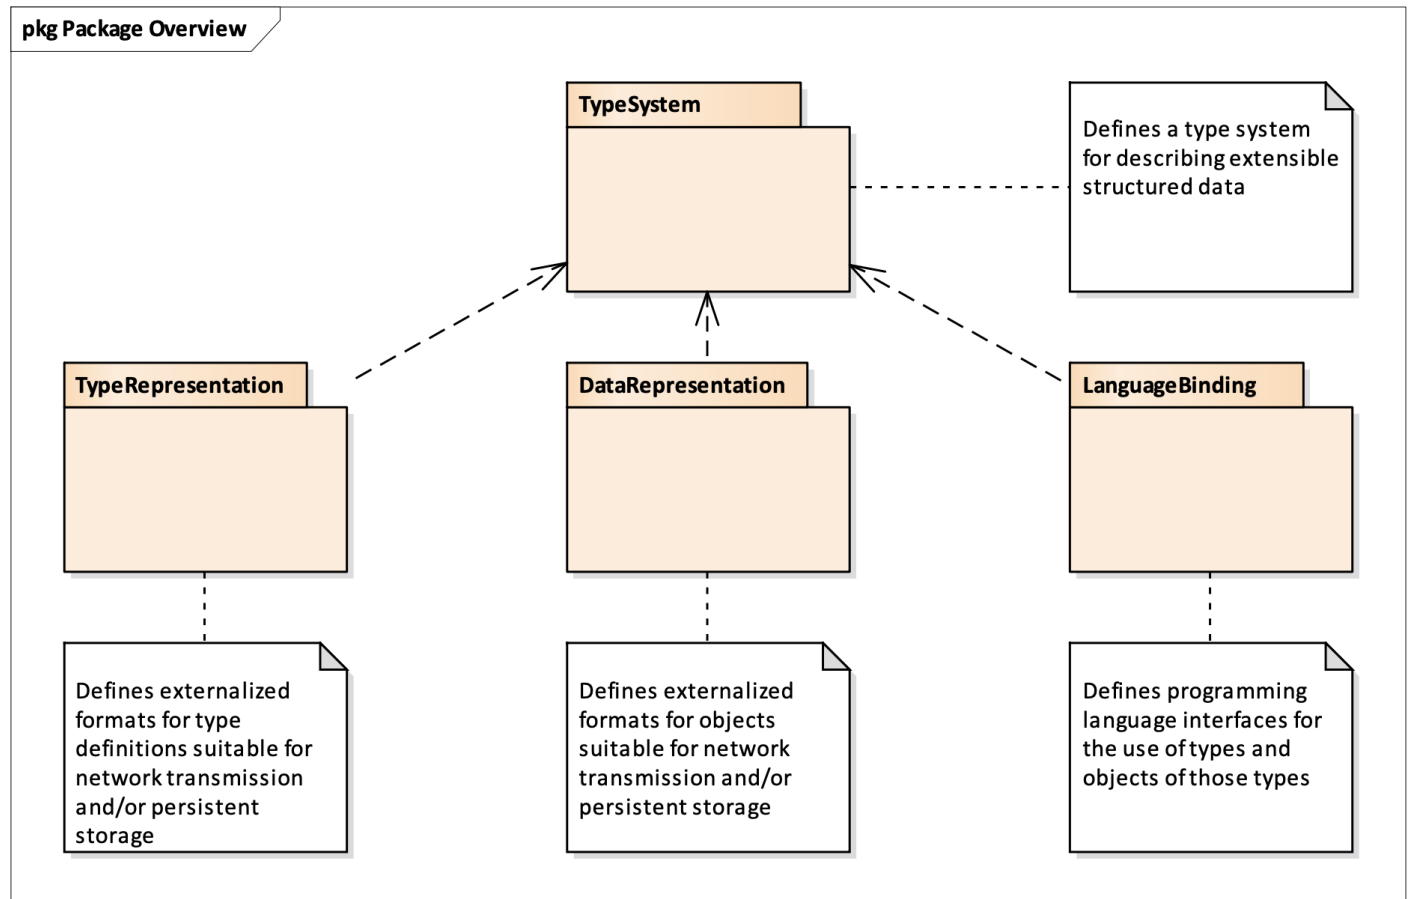 pkg Package Overview
TypeSystem
Defines a type system
for describing extensible
structured data
TypeRepresentation
DataRepresentation
LanguageBinding
Defines externalized
formats for type
definitions suitable for
network transmission
and/or persistent
storage
Defines externalized
formats for objects
suitable for network
transmission and/or
persistent storage
Defines programming
language interfaces for
the use of types and
objects of those types